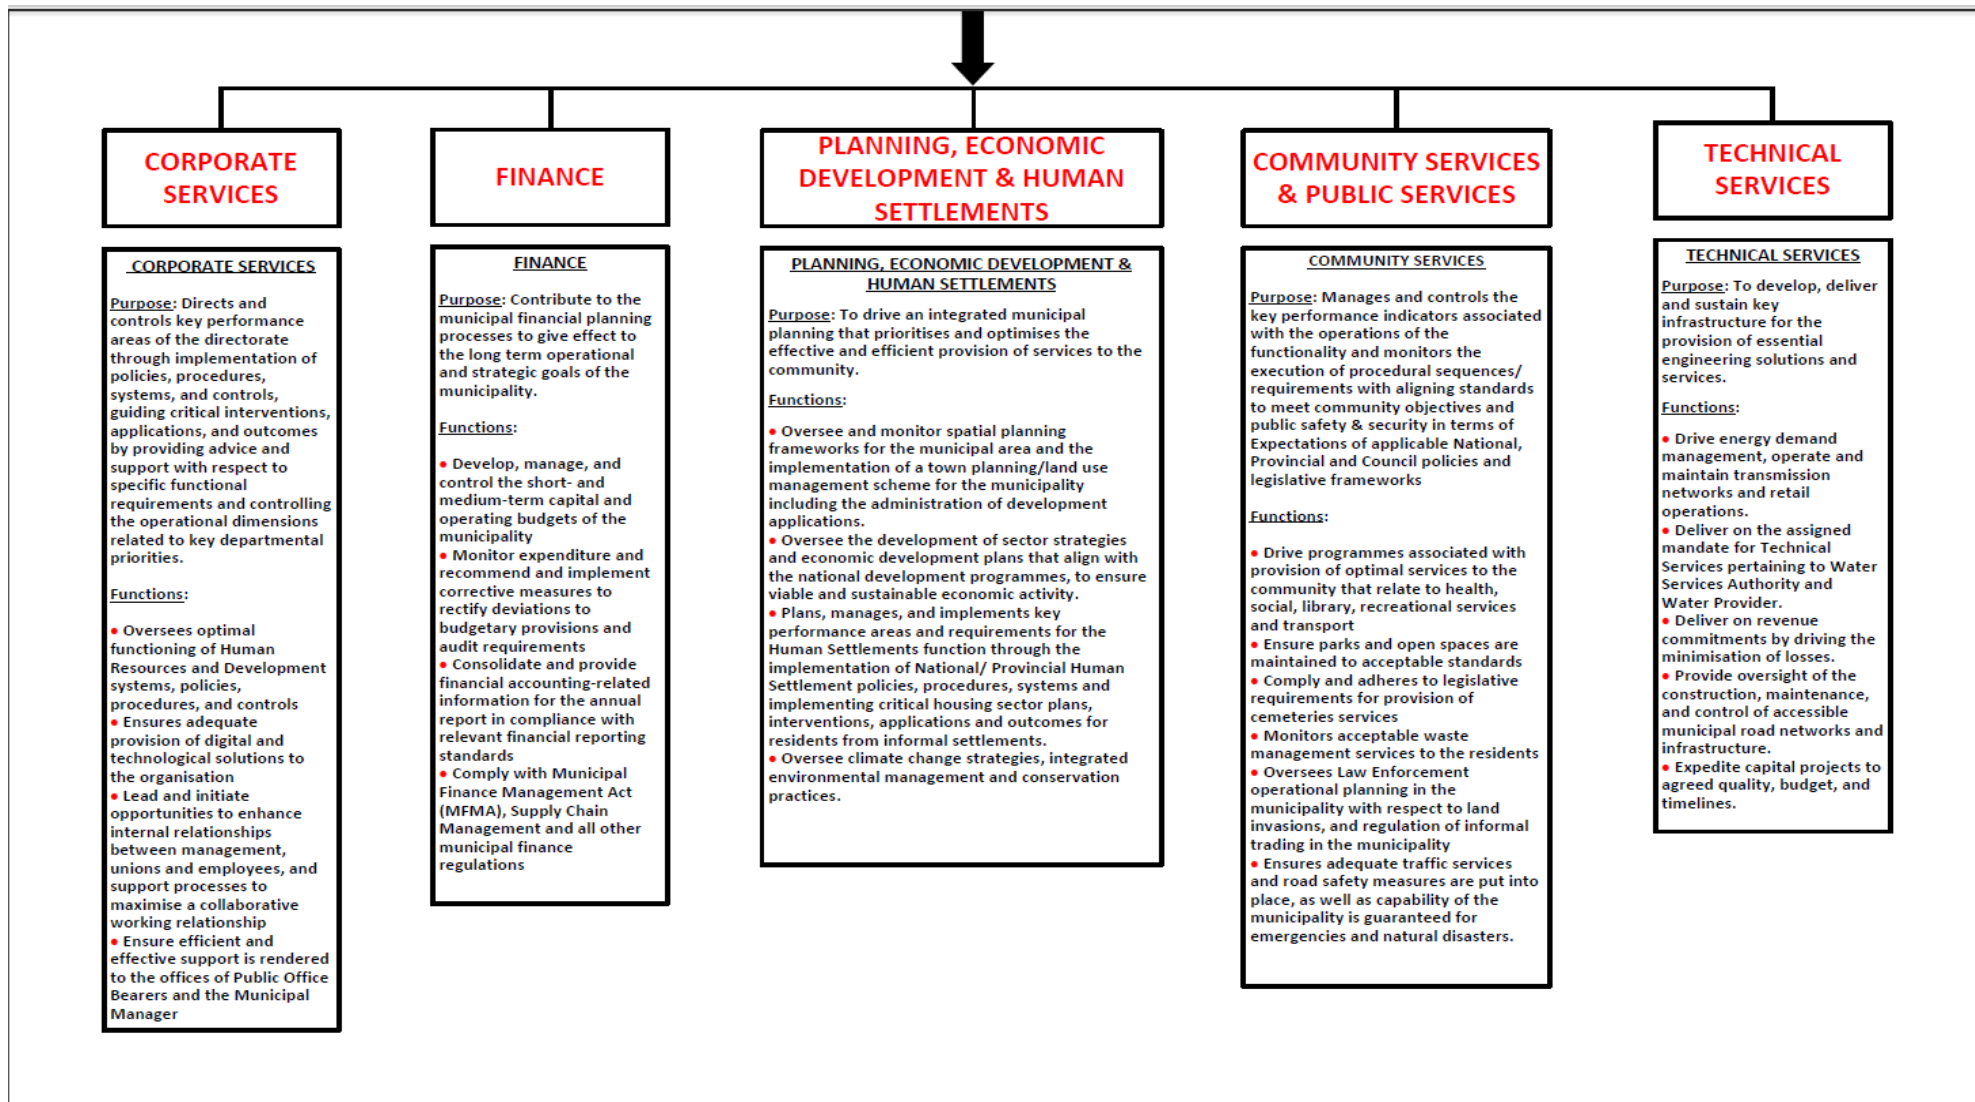 CORPORATE
SERVICES
FINANCE
PLANNING, ECONOMIC
DEVELOPMENT & HUMAN
SETTLEMENTS
COMMUNITY SERVICES
& PUBLIC SERVICES
TECHNICAL
SERVICES
CORPORATE SERVICES
Purpose: Directs and
controls key performance
areas of the directorate
through implementation of
policies, procedures,
systems, and controls,
guiding critical interventions,
applications, and outcomes
by providing advice and
support with respect to
specific functional
requirements and controlling
the operational dimensions
related to key departmental
priorities.
Functions:
• Oversees optimal
functioning of Human
Resources and Development
systems, policies,
procedures, and controls
• Ensures adequate
provision of digital and
technological solutions to
the organisation
• Lead and initiate
opportunities to enhance
internal relationships
between management,
unions and employees, and
support processes to
maximise a collaborative
working relationship
• Ensure efficient and
effective support is rendered
to the offices of Public Office
Bearers and the Municipal
Manager
FINANCE
Purpose: Contribute to the
municipal financial planning
processes to give effect to
the long term operational
and strategic goals of the
municipality.
Functions:
• Develop, manage, and
control the short- and
medium-term capital and
operating budgets of the
municipality
• Monitor expenditure and
recommend and implement
corrective measures to
rectify deviations to
budgetary provisions and
audit requirements
• Consolidate and provide
financial accounting-related
information for the annual
report in compliance with
relevant financial reporting
standards
• Comply with Municipal
Finance Management Act
(MFMA), Supply Chain
Management and all other
municipal finance
regulations
PLANNING, ECONOMIC DEVELOPMENT &
HUMAN SETTLEMENTS
Purpose: To drive an integrated municipal
planning that prioritises and optimises the
effective and efficient provision of services to the
community.
Functions:
• Oversee and monitor spatial planning
frameworks for the municipal area and the
implementation of a town planning/land use
management scheme for the municipality
including the administration of development
applications.
• Oversee the development of sector strategies
and economic development plans that align with
the national development programmes, to ensure
viable and sustainable economic activity.
• Plans, manages, and implements key
performance areas and requirements for the
Human Settlements function through the
implementation of National/ Provincial Human
Settlement policies, procedures, systems and
implementing critical housing sector plans,
interventions, applications and outcomes for
residents from informal settlements.
• Oversee climate change strategies, integrated
environmental management and conservation
practices.
COMMUNITY SERVICES
Purpose: Manages and controls the
key performance indicators associated
with the operations of the
functionality and monitors the
execution of procedural sequences/
requirements with aligning standards
to meet community objectives and
public safety & security in terms of
Expectations of applicable National,
Provincial and Council policies and
legislative frameworks
Functions:
• Drive programmes associated with
provision of optimal services to the
community that relate to health,
social, library, recreational services
and transport
• Ensure parks and open spaces are
maintained to acceptable standards
• Comply and adheres to legislative
requirements for provision of
cemeteries services
• Monitors acceptable waste
management services to the residents
• Oversees Law Enforcement
operational planning in the
municipality with respect to land
invasions, and regulation of informal
trading in the municipality
• Ensures adequate traffic services
and road safety measures are put into
place, as well as capability of the
municipality is guaranteed for
emergencies and natural disasters.
TECHNICAL SERVICES
Purpose: To develop, deliver
and sustain key
infrastructure for the
provision of essential
engineering solutions and
services.
Functions:
• Drive energy demand
management, operate and
maintain transmission
networks and retail
operations.
• Deliver on the assigned
mandate for Technical
Services pertaining to Water
Services Authority and
Water Provider.
• Deliver on revenue
commitments by driving the
minimisation of losses.
• Provide oversight of the
construction, maintenance,
and control of accessible
municipal road networks and
infrastructure.
• Expedite capital projects to
agreed quality, budget, and
timelines.